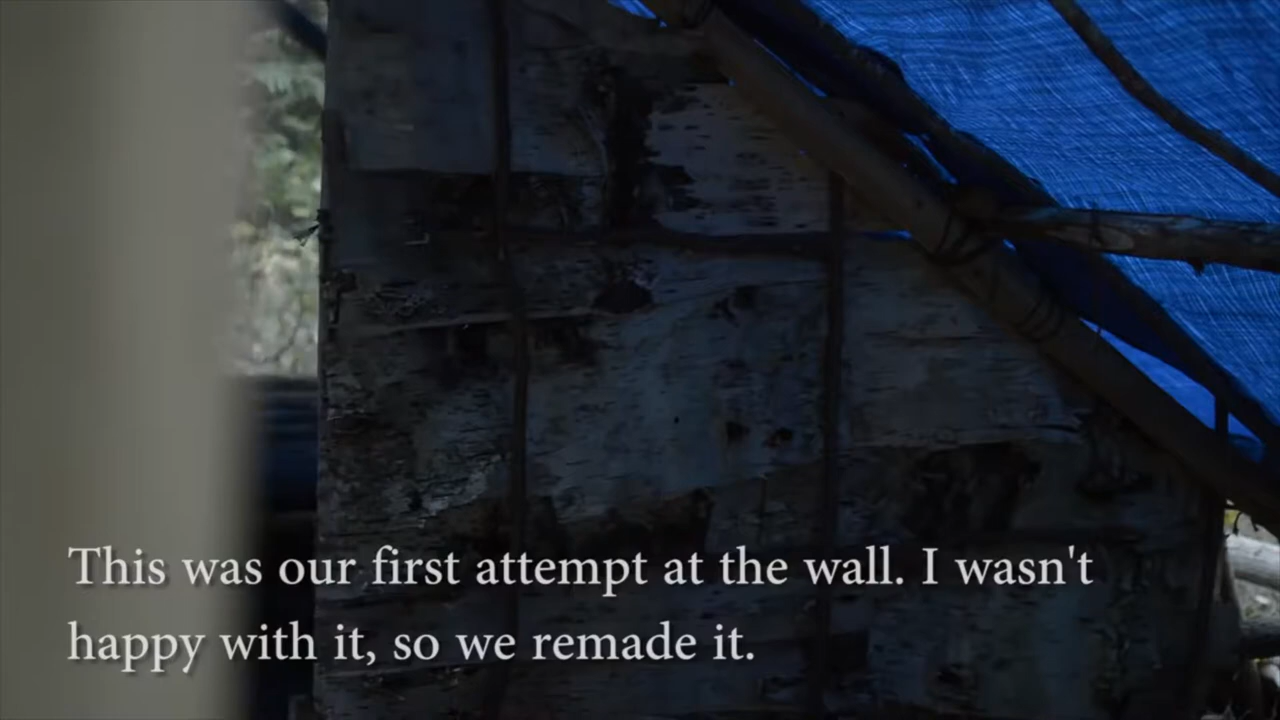 This was our first attempt at the wall. I wasn't
happy with it, so we remade it.